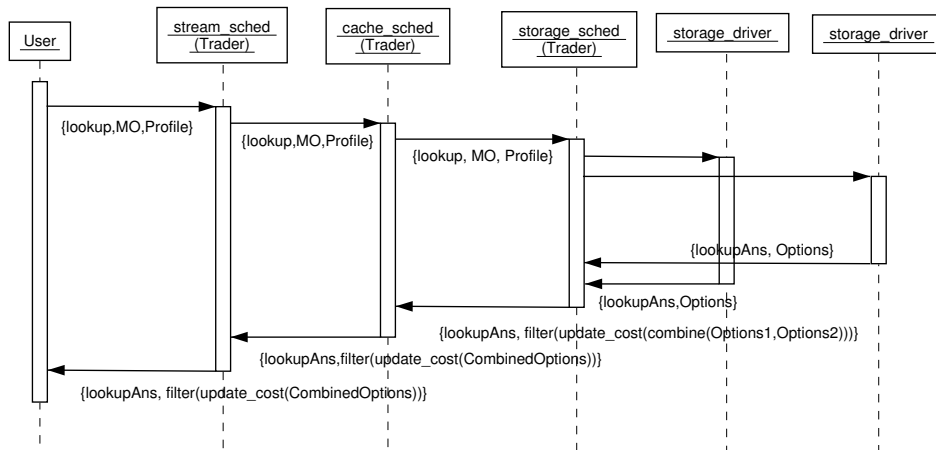 User
stream_sched
(Trader)
cache_sched
(Trader)
storage_sched
(Trader)
storage_driver
storage_driver
{lookup,MO,Profile}
{lookup,MO,Profile}
{lookup, MO, Profile}
{lookupAns, Options}
{lookupAns,Options}
{lookupAns, filter(update_cost(combine(Options1,Options2)))}
{lookupAns,filter(update_cost(CombinedOptions))}
{lookupAns, filter(update_cost(CombinedOptions))}